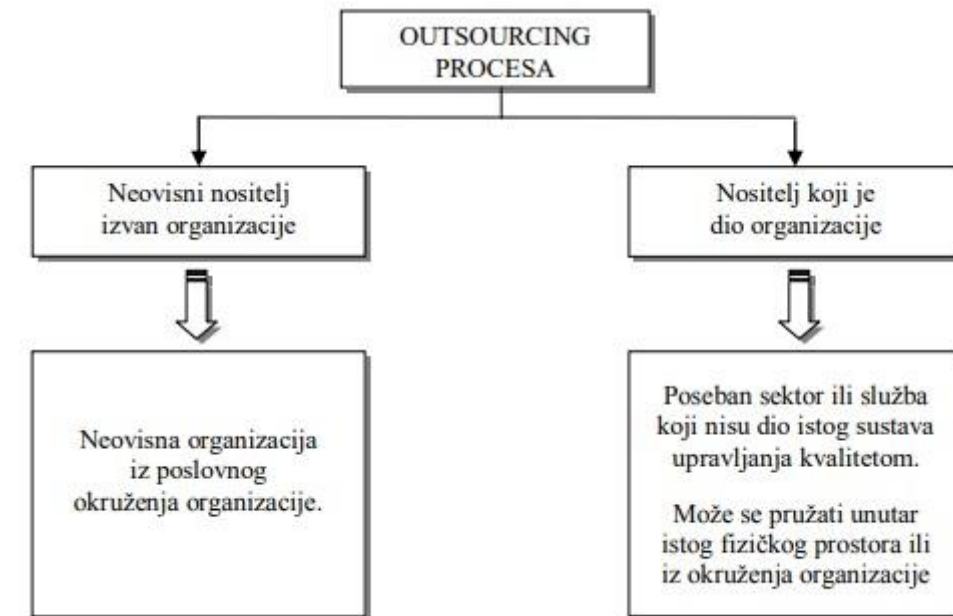 OUTSOURCING
PROCESA
Neovisni nositelj
izvan organizacije
Nositelj koji je
dio organizacije
Neovisna organizacija
iz poslovnog
okruženja organizacije.
Poseban sektor ili služba
koji nisu dio istog sustava
upravljanja kvalitetom.
Može se pružati unutar
istog fizičkog prostora ili
iz okruženja organizacije